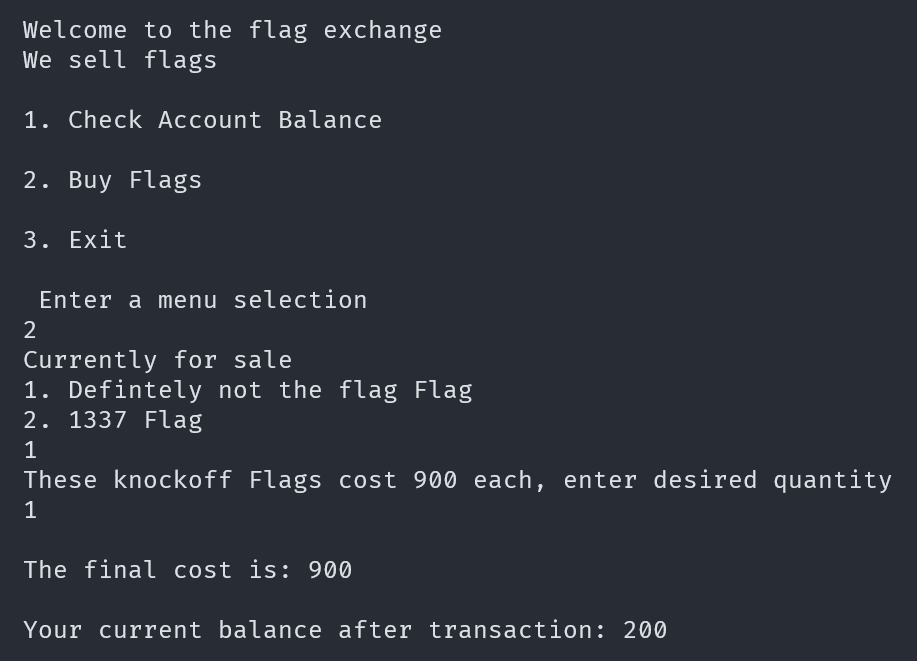 Welcome to the flag exchange
We sell flags
1. Check Account Balance
2. Buy Flags
3. Exit
Enter a menu selection
2
Currently for sale
1. Defintely not the flag Flag
2. 1337 Flag
1
These knockoff Flags cost 900 each, enter desired quantity
1
The final cost is: 900
Your current balance after transaction: 200